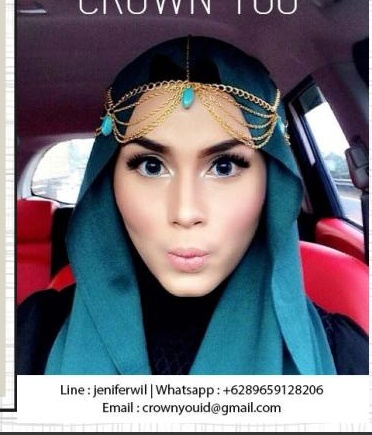 CROWN YOU
Line : jeniferwil | Whatsapp : +6289659128206
Email : crownyouid@gmail.com